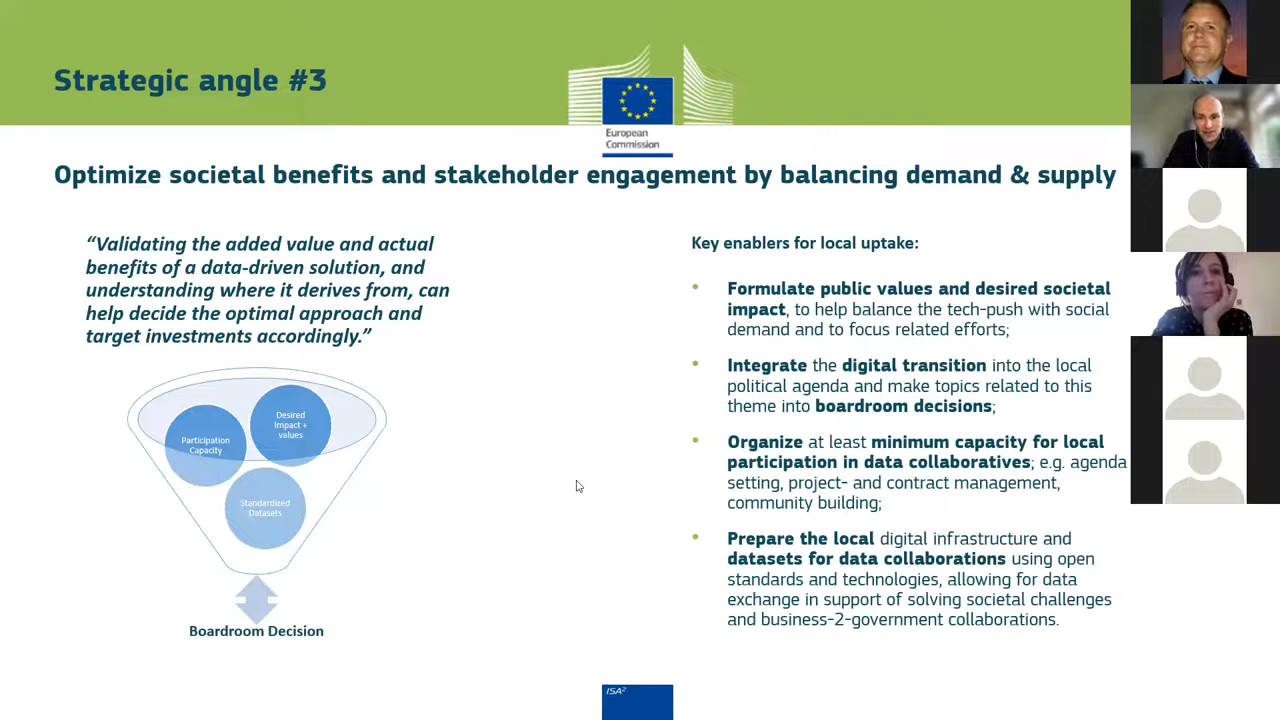 Strategic angle #3
European
Commission
Optimize societal benefits and stakeholder engagement by balancing demand & supply
“Validating the added value and actual
benefits of a data-driven solution, and
understanding where it derives from, can
help decide the optimal approach and
target investments accordingly.”
Participation
Capacity
Desired
Impact +
values
Standardized
Datasets
Boardroom Decision
Key enablers for local uptake:
• Formulate public values and desired societal
impact, to help balance the tech-push with social
demand and to focus related efforts;
• Integrate the digital transition into the local
political agenda and make topics related to this
theme into boardroom decisions;
• Organize at least minimum capacity for local
participation in data collaboratives; e.g. agenda
setting, project- and contract management,
community building;
• Prepare the local digital infrastructure and
datasets for data collaborations using open
standards and technologies, allowing for data
exchange in support of solving societal challenges
and business-2-government collaborations.
ISA²